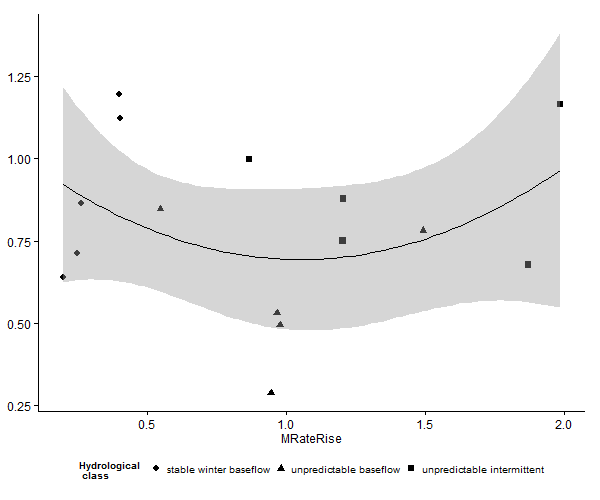 1.25
1.00
0.75
0.50
0.25
0.5 1.0 1.5 2.0
MRateRise
Hydrological
class
stable winter baseflow unpredictable baseflow unpredictable intermittent